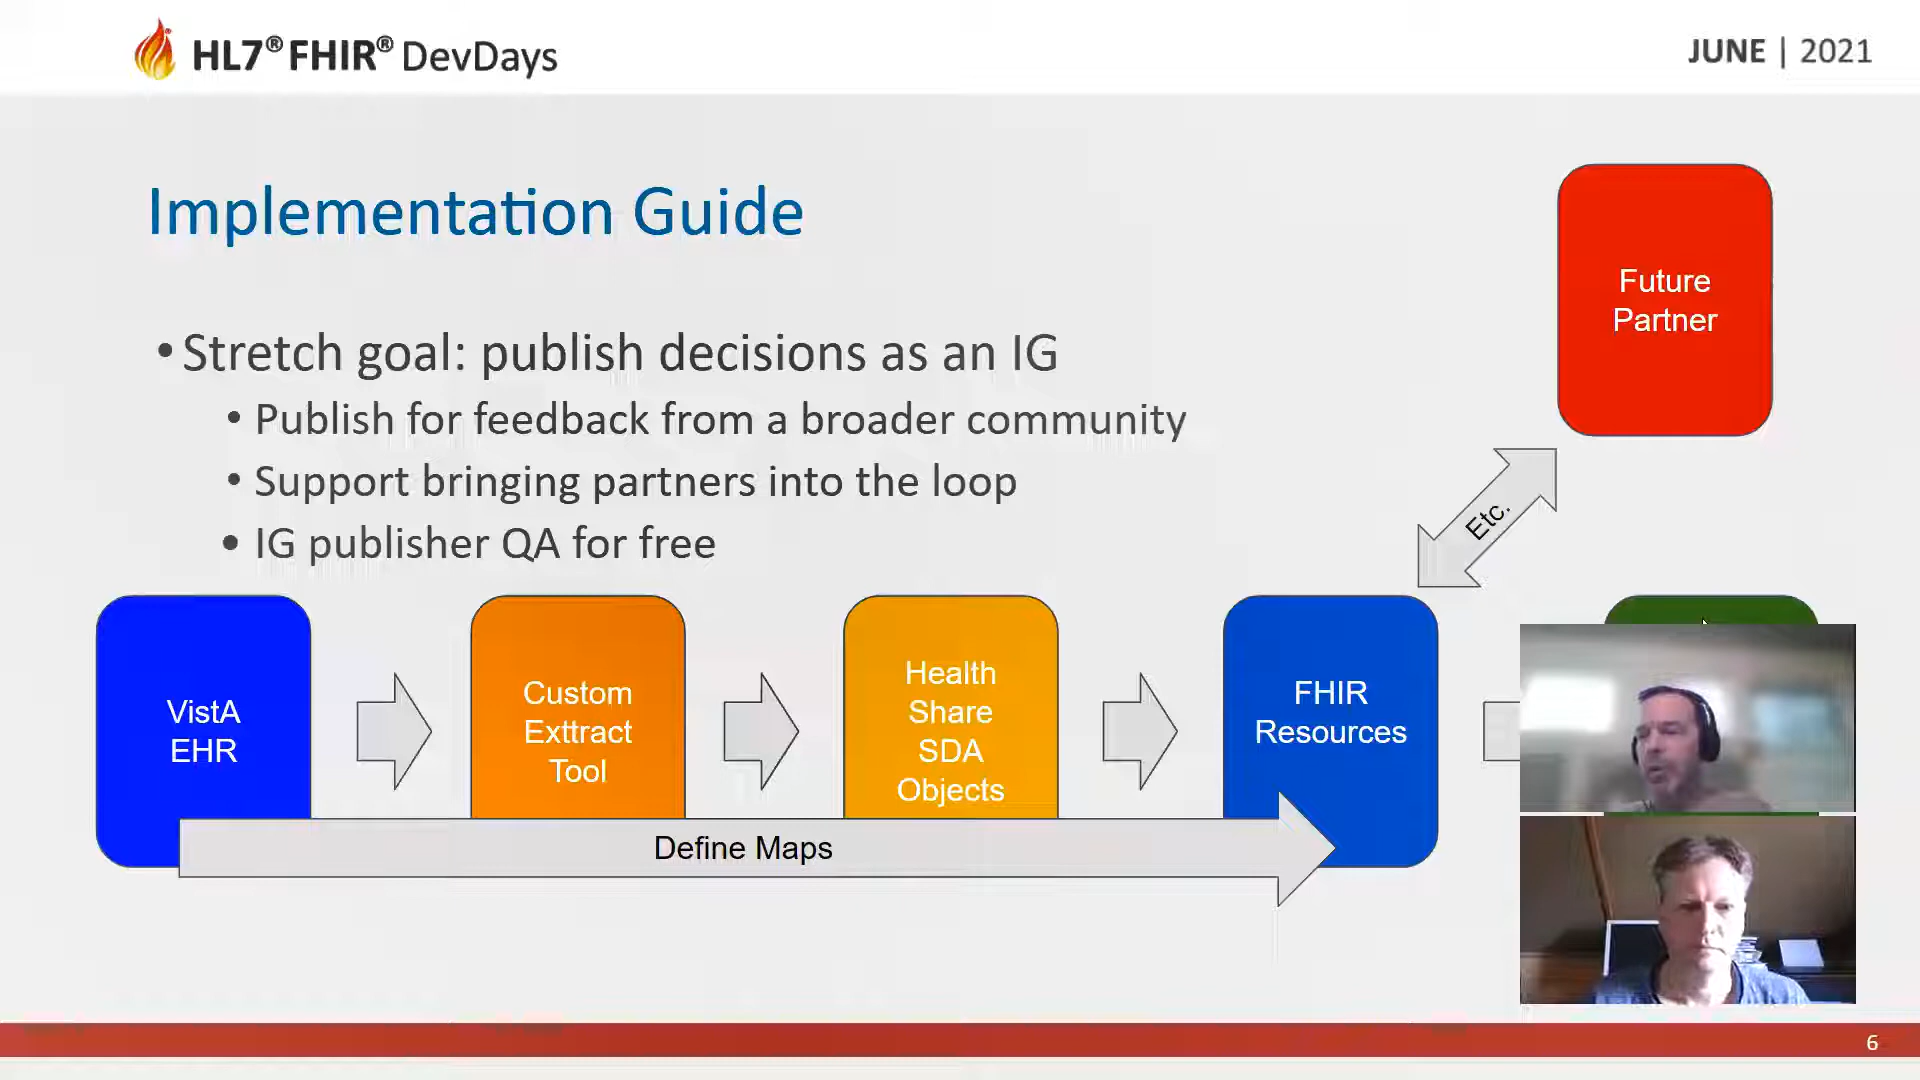 HL7® FHIR® DevDays
JUNE | 2021
Implementation Guide
Future
Partner
• Stretch goal: publish decisions as an IG
• Publish for feedback from a broader community
• Support bringing partners into the loop
• IG publisher QA for free
Etc.
VistA
EHR
Custom
Exttract
Tool
Health
Share
SDA
Objects
FHIR
Resources
Define Maps
6